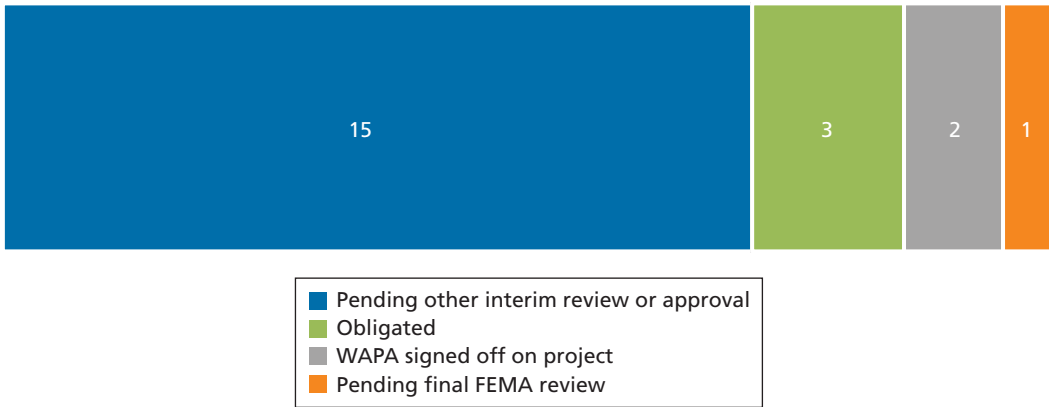 15
3
2
1
Pending other interim review or approval
Obligated
WAPA signed off on project
Pending final FEMA review